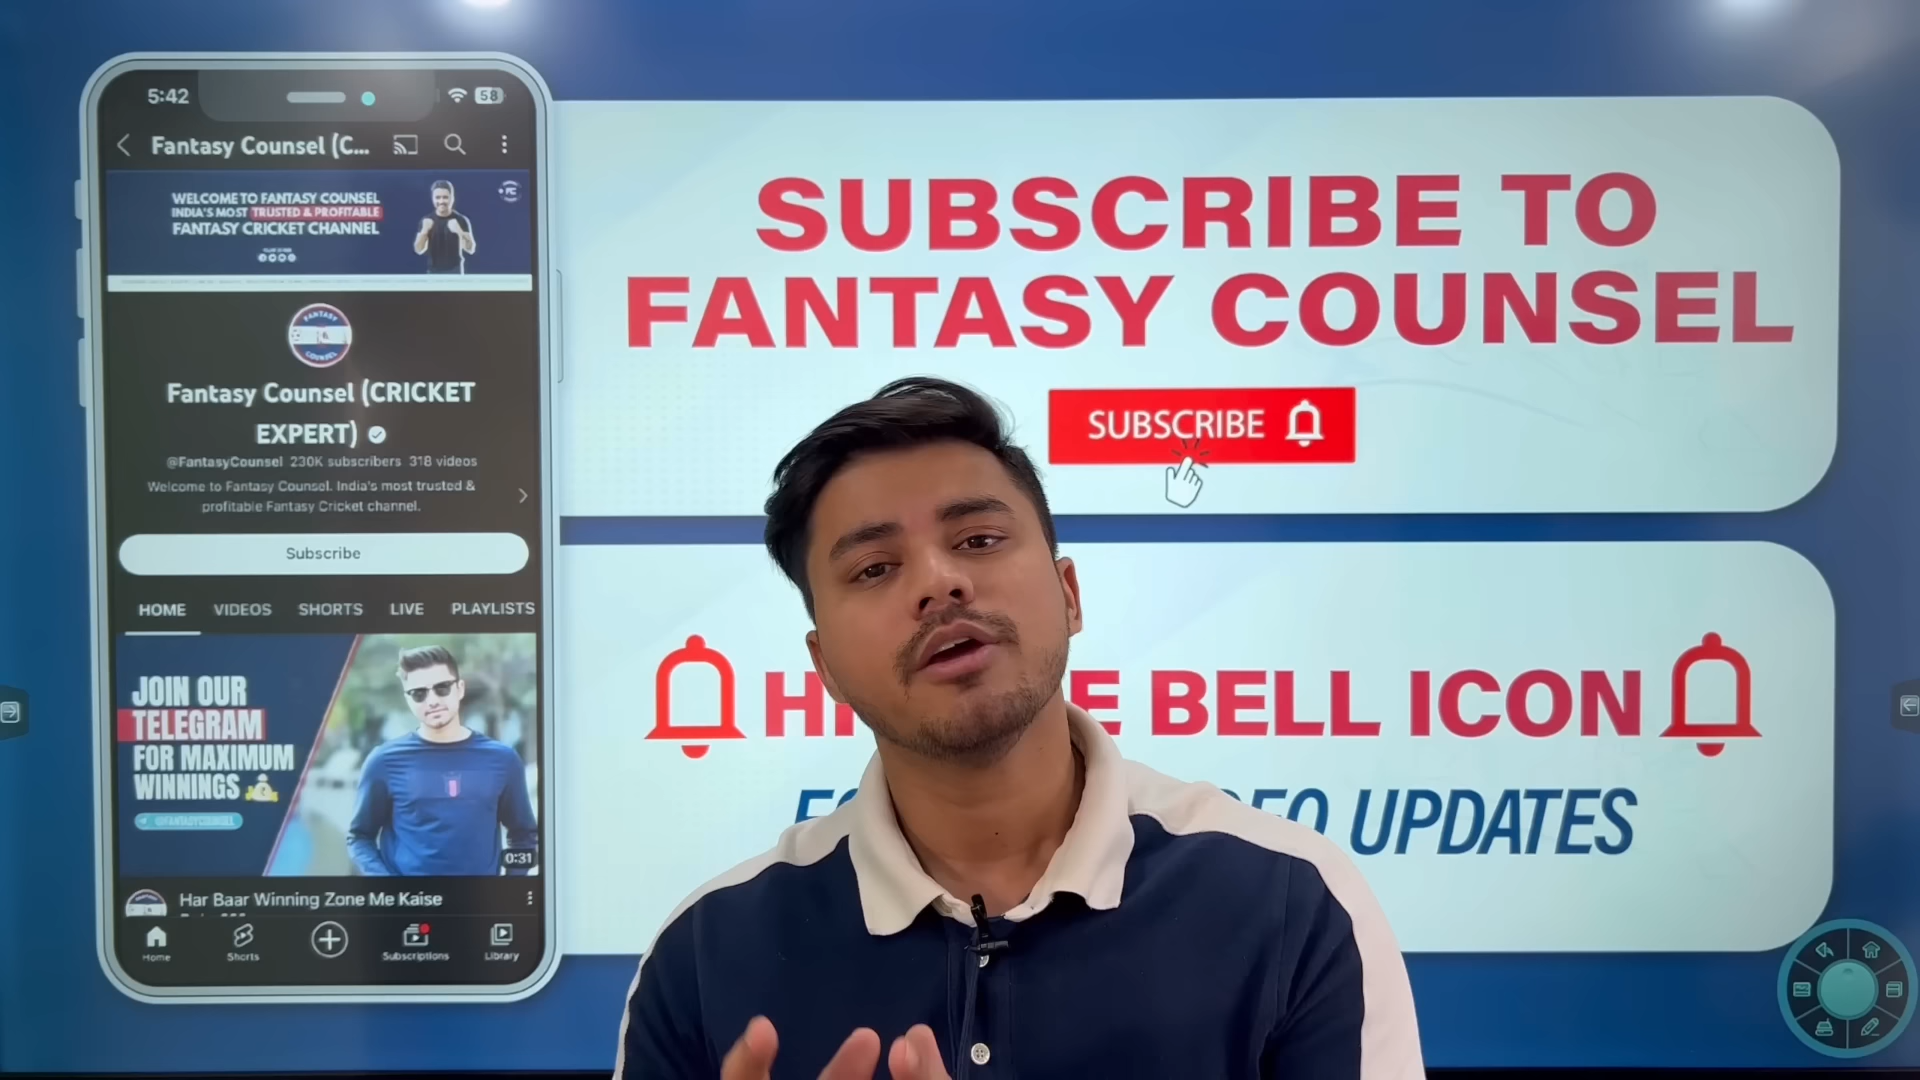 5:42
58
Fantasy Counsel (C...
WELCOME TO FANTASY COUNSEL
INDIA'S MOST TRUSTED & PROFITABLE
FANTASY CRICKET CHANNEL
FANTASY
COUNSEL
Fantasy Counsel (CRICKET
EXPERT)
@FantasyCounsel 230K subscribers 318 videos
Welcome to Fantasy Counsel. India's most trusted &
profitable Fantasy Cricket channel.
Subscribe
HOME VIDEOS SHORTS LIVE PLAYLISTS
JOIN OUR
TELEGRAM
FOR MAXIMUM
WINNINGS
@FANTASYCOUNSEL
0:31
Har Baar Winning Zone Me Kaise
Home Shorts Subscriptions Library
SUBSCRIBE TO
FANTASY COUNSEL
SUBSCRIBE
BELL ICON
UPDATES